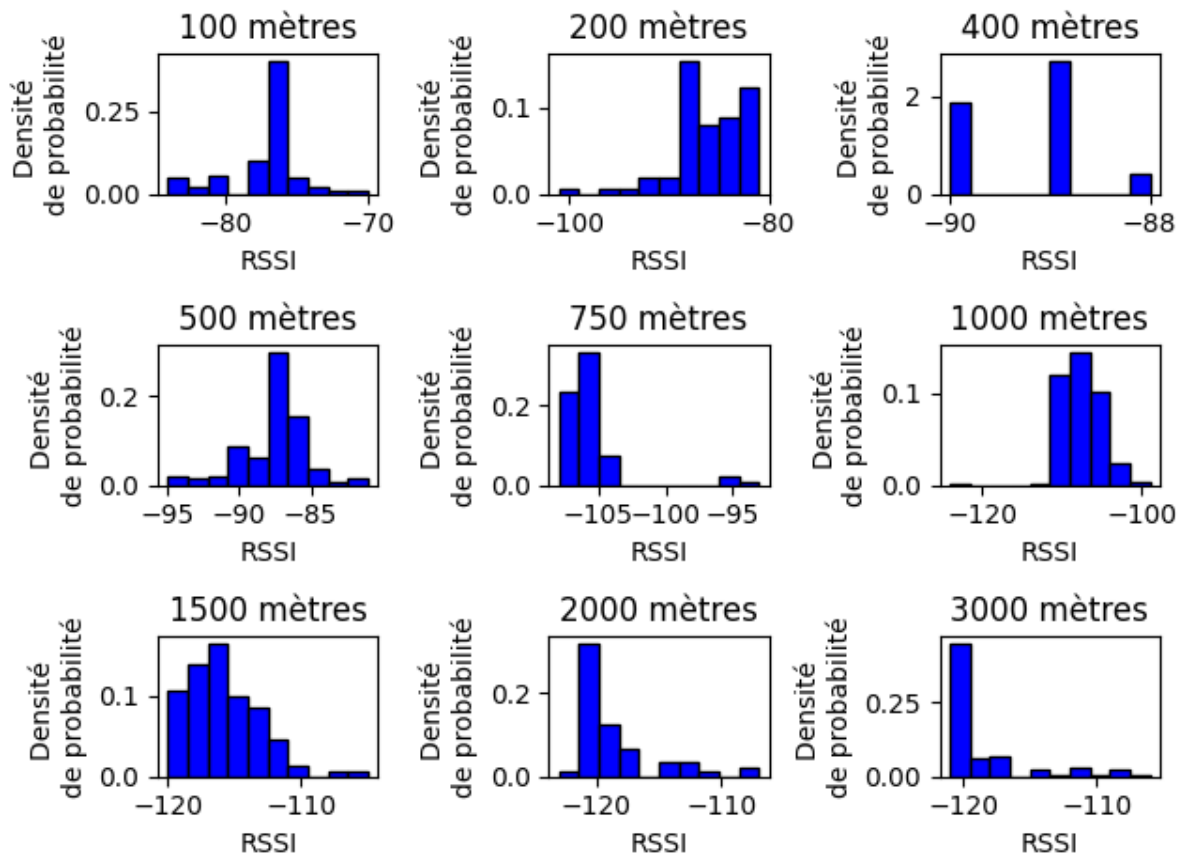 100 mètres
Densité
de probabilité
0.25
0.00
−80
−70
RSSI
200 mètres
Densité
de probabilité
0.1
0.0
−100
−80
RSSI
400 mètres
Densité
de probabilité
2
0
−90
−88
RSSI
500 mètres
Densité
de probabilité
0.2
0.0
−95
−90
−85
RSSI
750 mètres
Densité
de probabilité
0.2
0.0
−105
−100
−95
RSSI
1000 mètres
Densité
de probabilité
0.1
0.0
−120
−100
RSSI
1500 mètres
Densité
de probabilité
0.1
0.0
−120
−110
RSSI
2000 mètres
Densité
de probabilité
0.2
0.0
−120
−110
RSSI
3000 mètres
Densité
de probabilité
0.25
0.00
−120
−110
RSSI